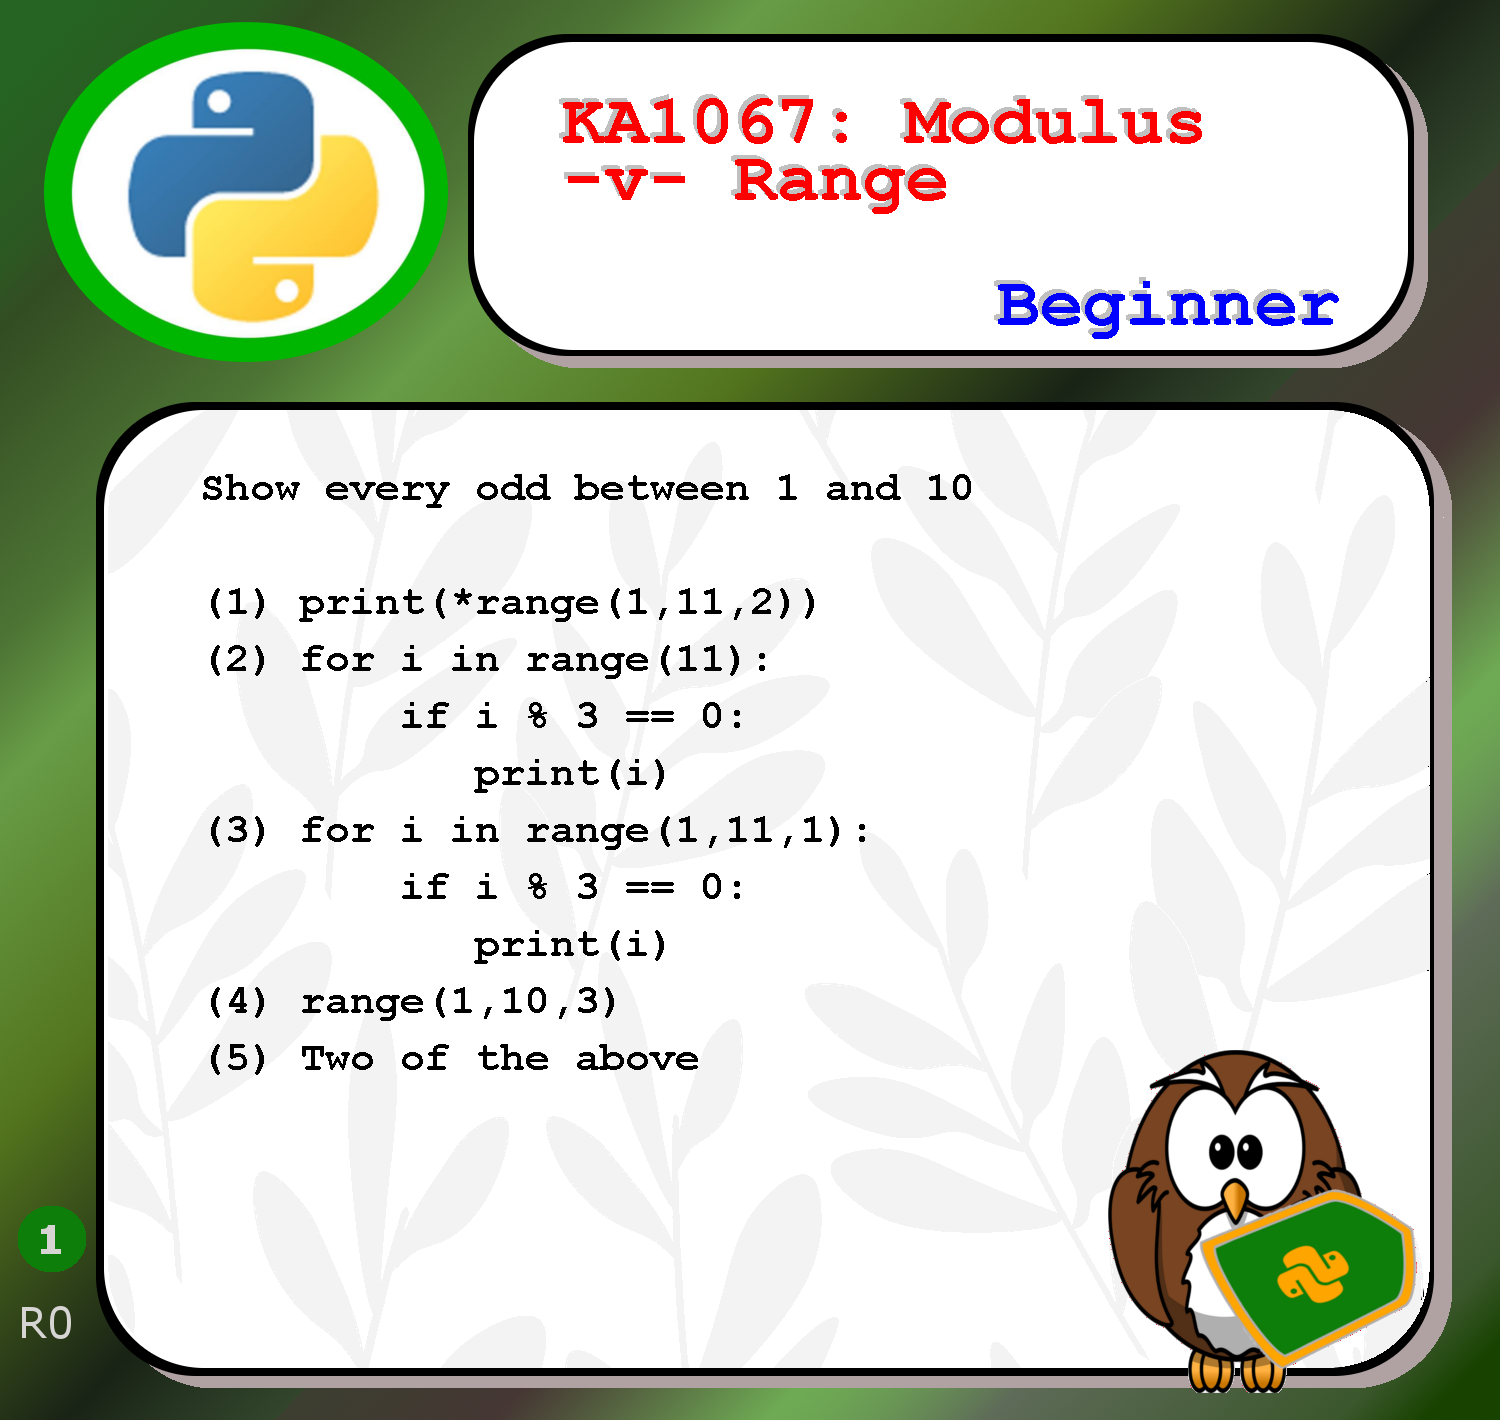 KA1067: Modulus
-v- Range
Beginner
Show every odd between 1 and 10
(1) print(*range(1,11,2))
(2) for i in range(11):
        if i % 3 == 0:
           print(i)
(3) for i in range(1,11,1):
        if i % 3 == 0:
           print(i)
(4) range(1,10,3)
(5) Two of the above
1
R0